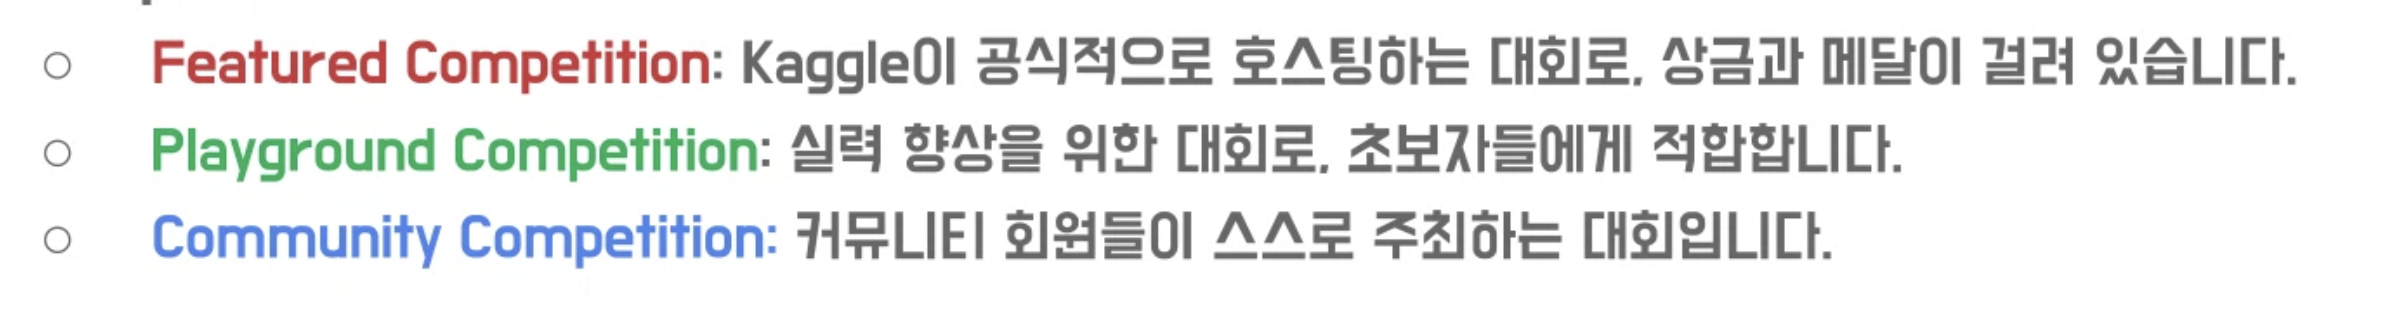 Featured Competition: Kaggle이 공식적으로 호스팅하는 대회로, 상금과 메달이 걸려 있습니다.
Playground Competition: 실력 향상을 위한 대회로, 초보자들에게 적합합니다.
Community Competition: 커뮤니티 회원들이 스스로 주최하는 대회입니다.